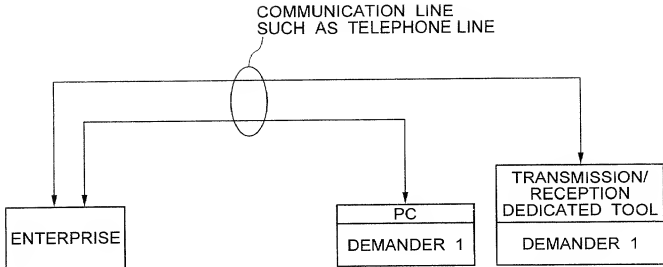 COMMUNICATION LINE
SUCH AS TELEPHONE LINE
ENTERPRISE
PC
DEMANDER 1
TRANSMISSION/
RECEPTION
DEDICATED TOOL
DEMANDER 1